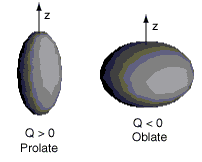 z
z
Q > 0
Prolate
Q < 0
Oblate